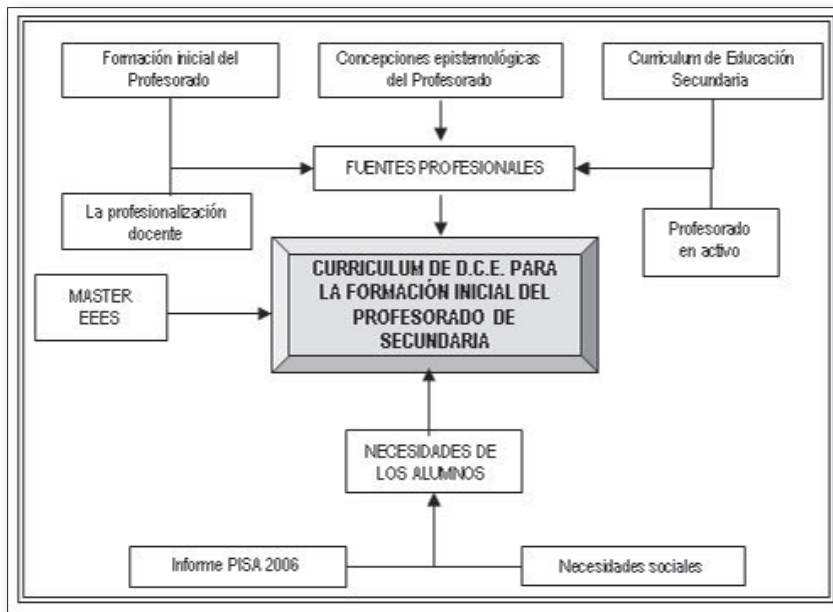 Formación inicial del
Profesorado
Concepciones epistemológicas
del Profesorado
Curriculum de Educación
Secundaria
FUENTES PROFESIONALES
La profesionalización
docente
Profesorado
en activo
CURRICULUM DE D.C.E. PARA
LA FORMACIÓN INICIAL DEL
PROFESORADO DE
SECUNDARIA
MASTER
EEES
NECESIDADES DE
LOS ALUMNOS
Informe PISA 2006
Necesidades sociales